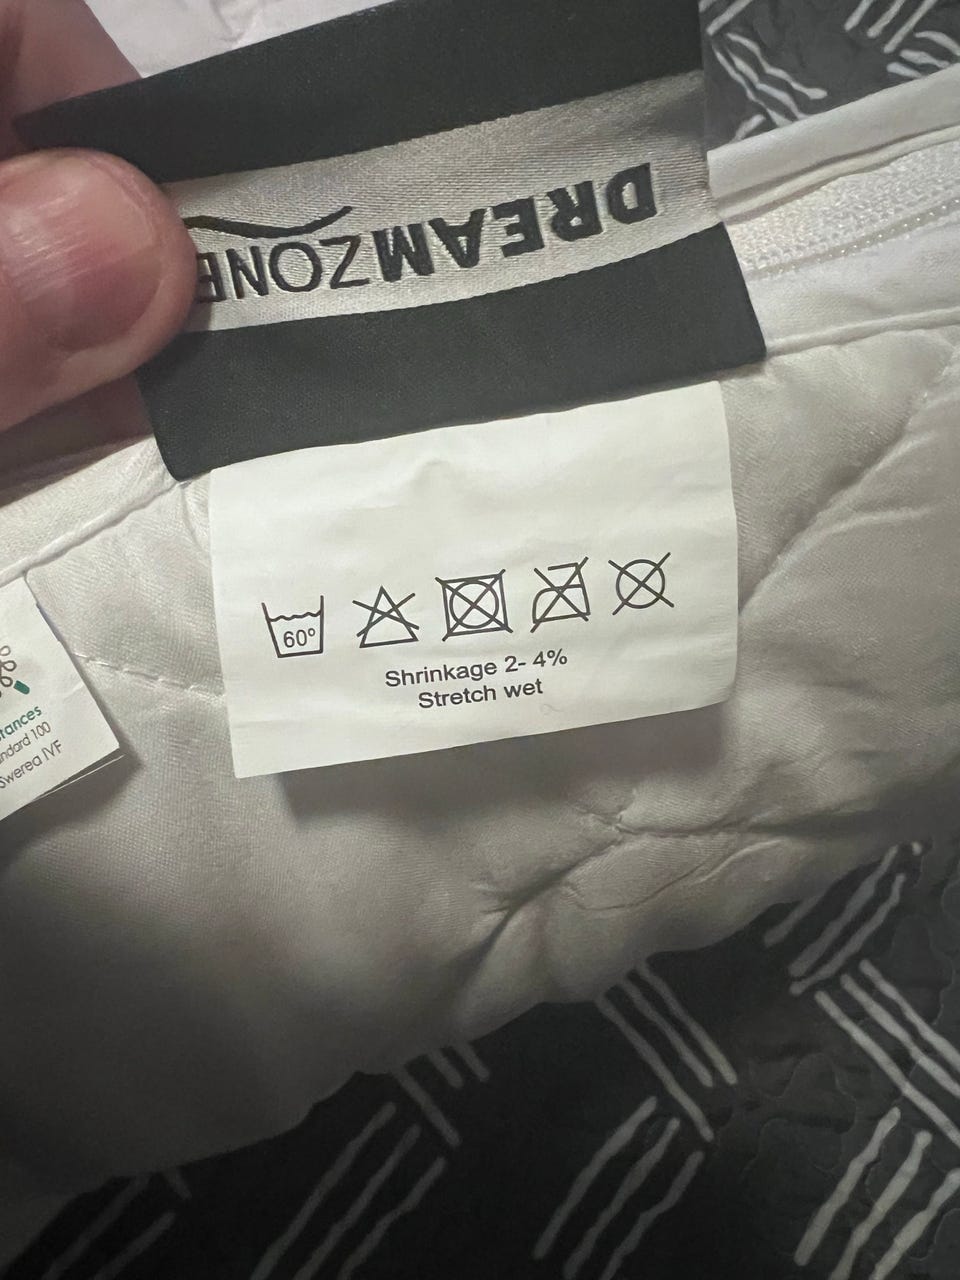 DREAMZONE
60°
Shrinkage 2- 4%
Stretch wet
tances
ndard 100
Swerea IVF